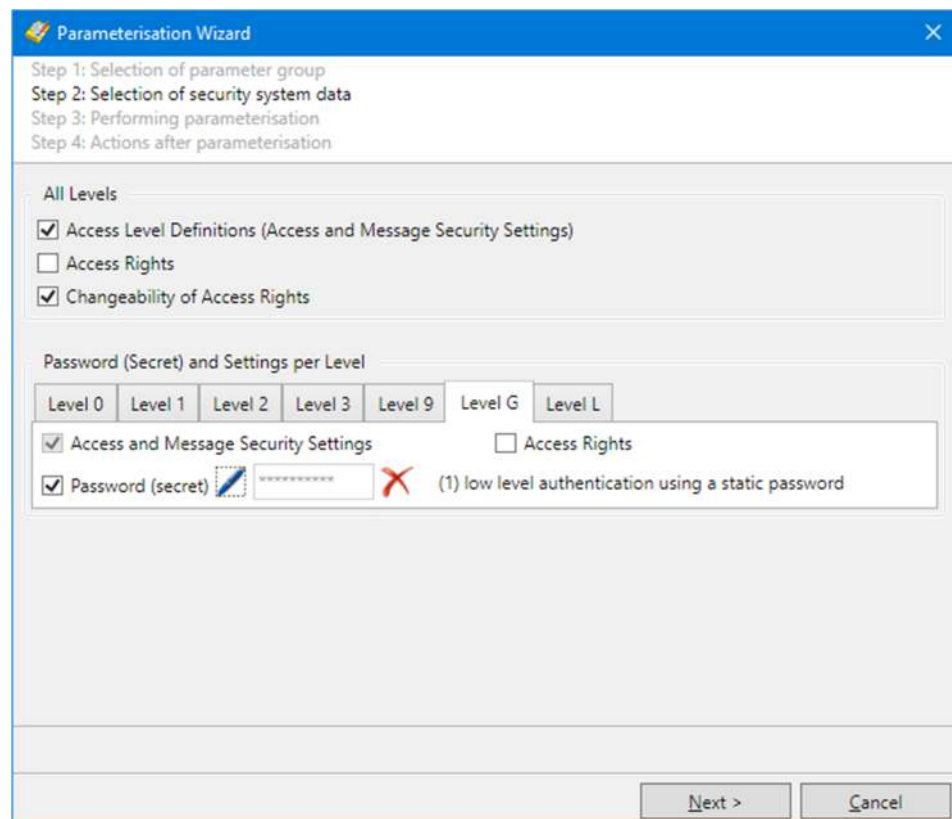 Parameterisation Wizard
Step 1: Selection of parameter group
Step 2: Selection of security system data
Step 3: Performing parameterisation
Step 4: Actions after parameterisation
All Levels
Access Level Definitions (Access and Message Security Settings)
Access Rights
Changeability of Access Rights
Password (Secret) and Settings per Level
Level 0 Level 1 Level 2 Level 3 Level 9 Level G Level L
Access and Message Security Settings Access Rights
Password (secret) ********** (1) low level authentication using a static password
Next > Cancel